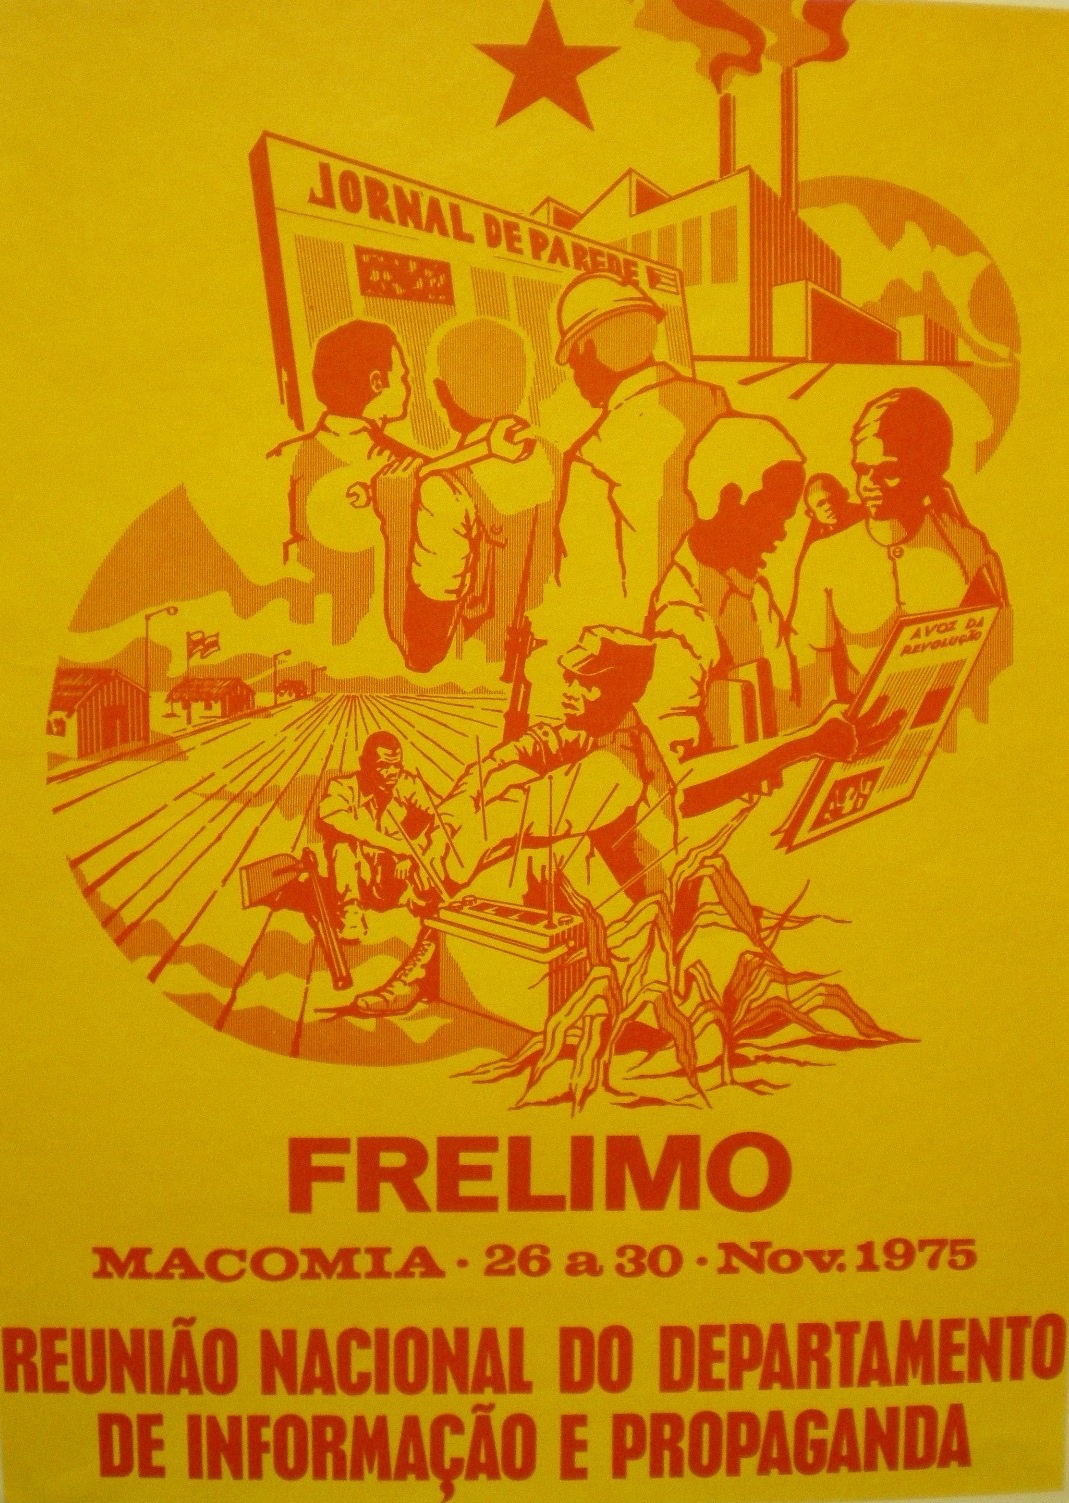 JORNAL DE PAREDE
A VOZ DA
REVOLUÇÃO
FRELIMO
MACOMIA · 26 a 30 · Nov. 1975
REUNIÃO NACIONAL DO DEPARTAMENTO
DE INFORMAÇÃO E PROPAGANDA